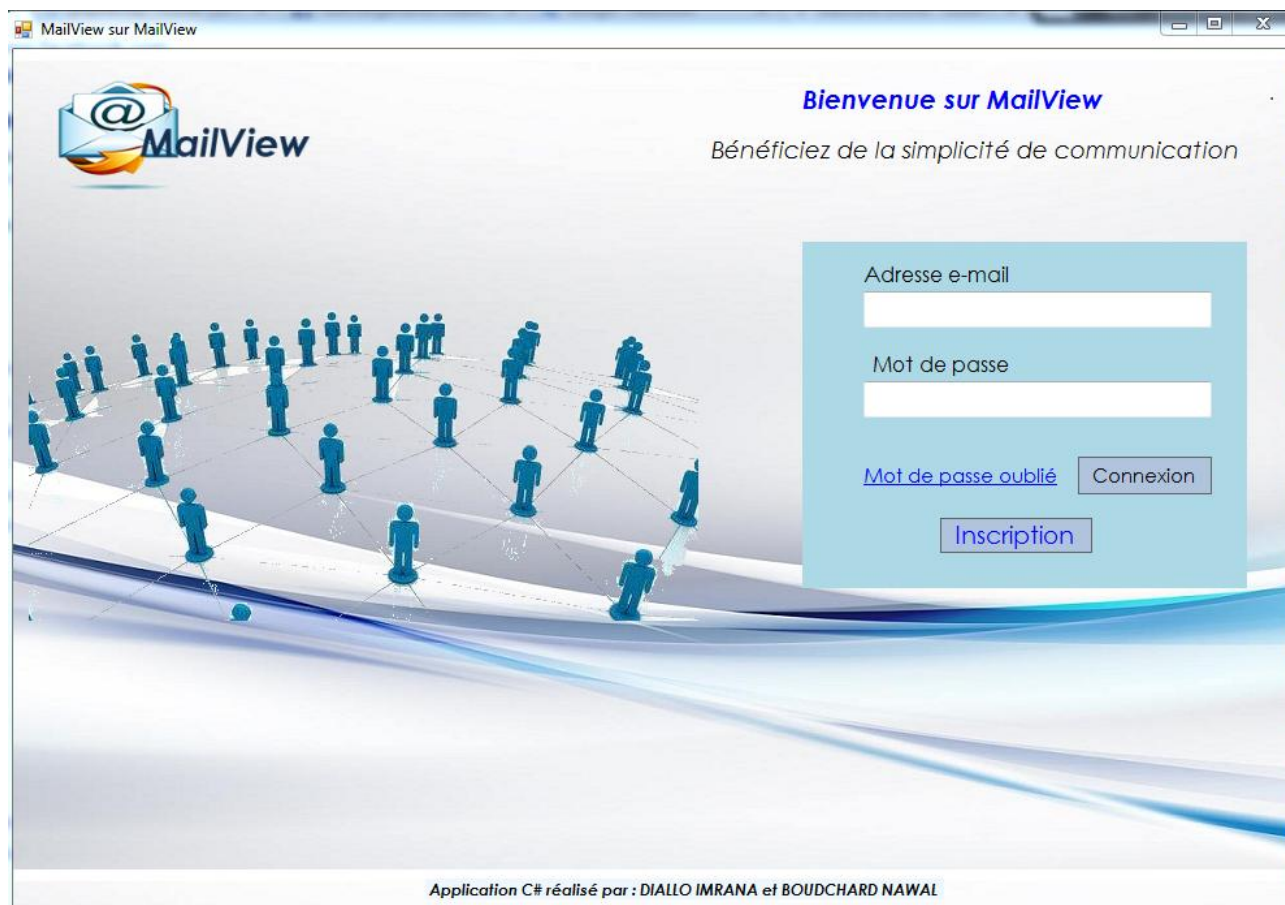 MailView sur MailView
@
MailView
Bienvenue sur MailView
Bénéficiez de la simplicité de communication
Adresse e-mail
Mot de passe
Mot de passe oublié
Connexion
Inscription
Application C# réalisé par : DIALLO IMRANA et BOUDCHARD NAWAL